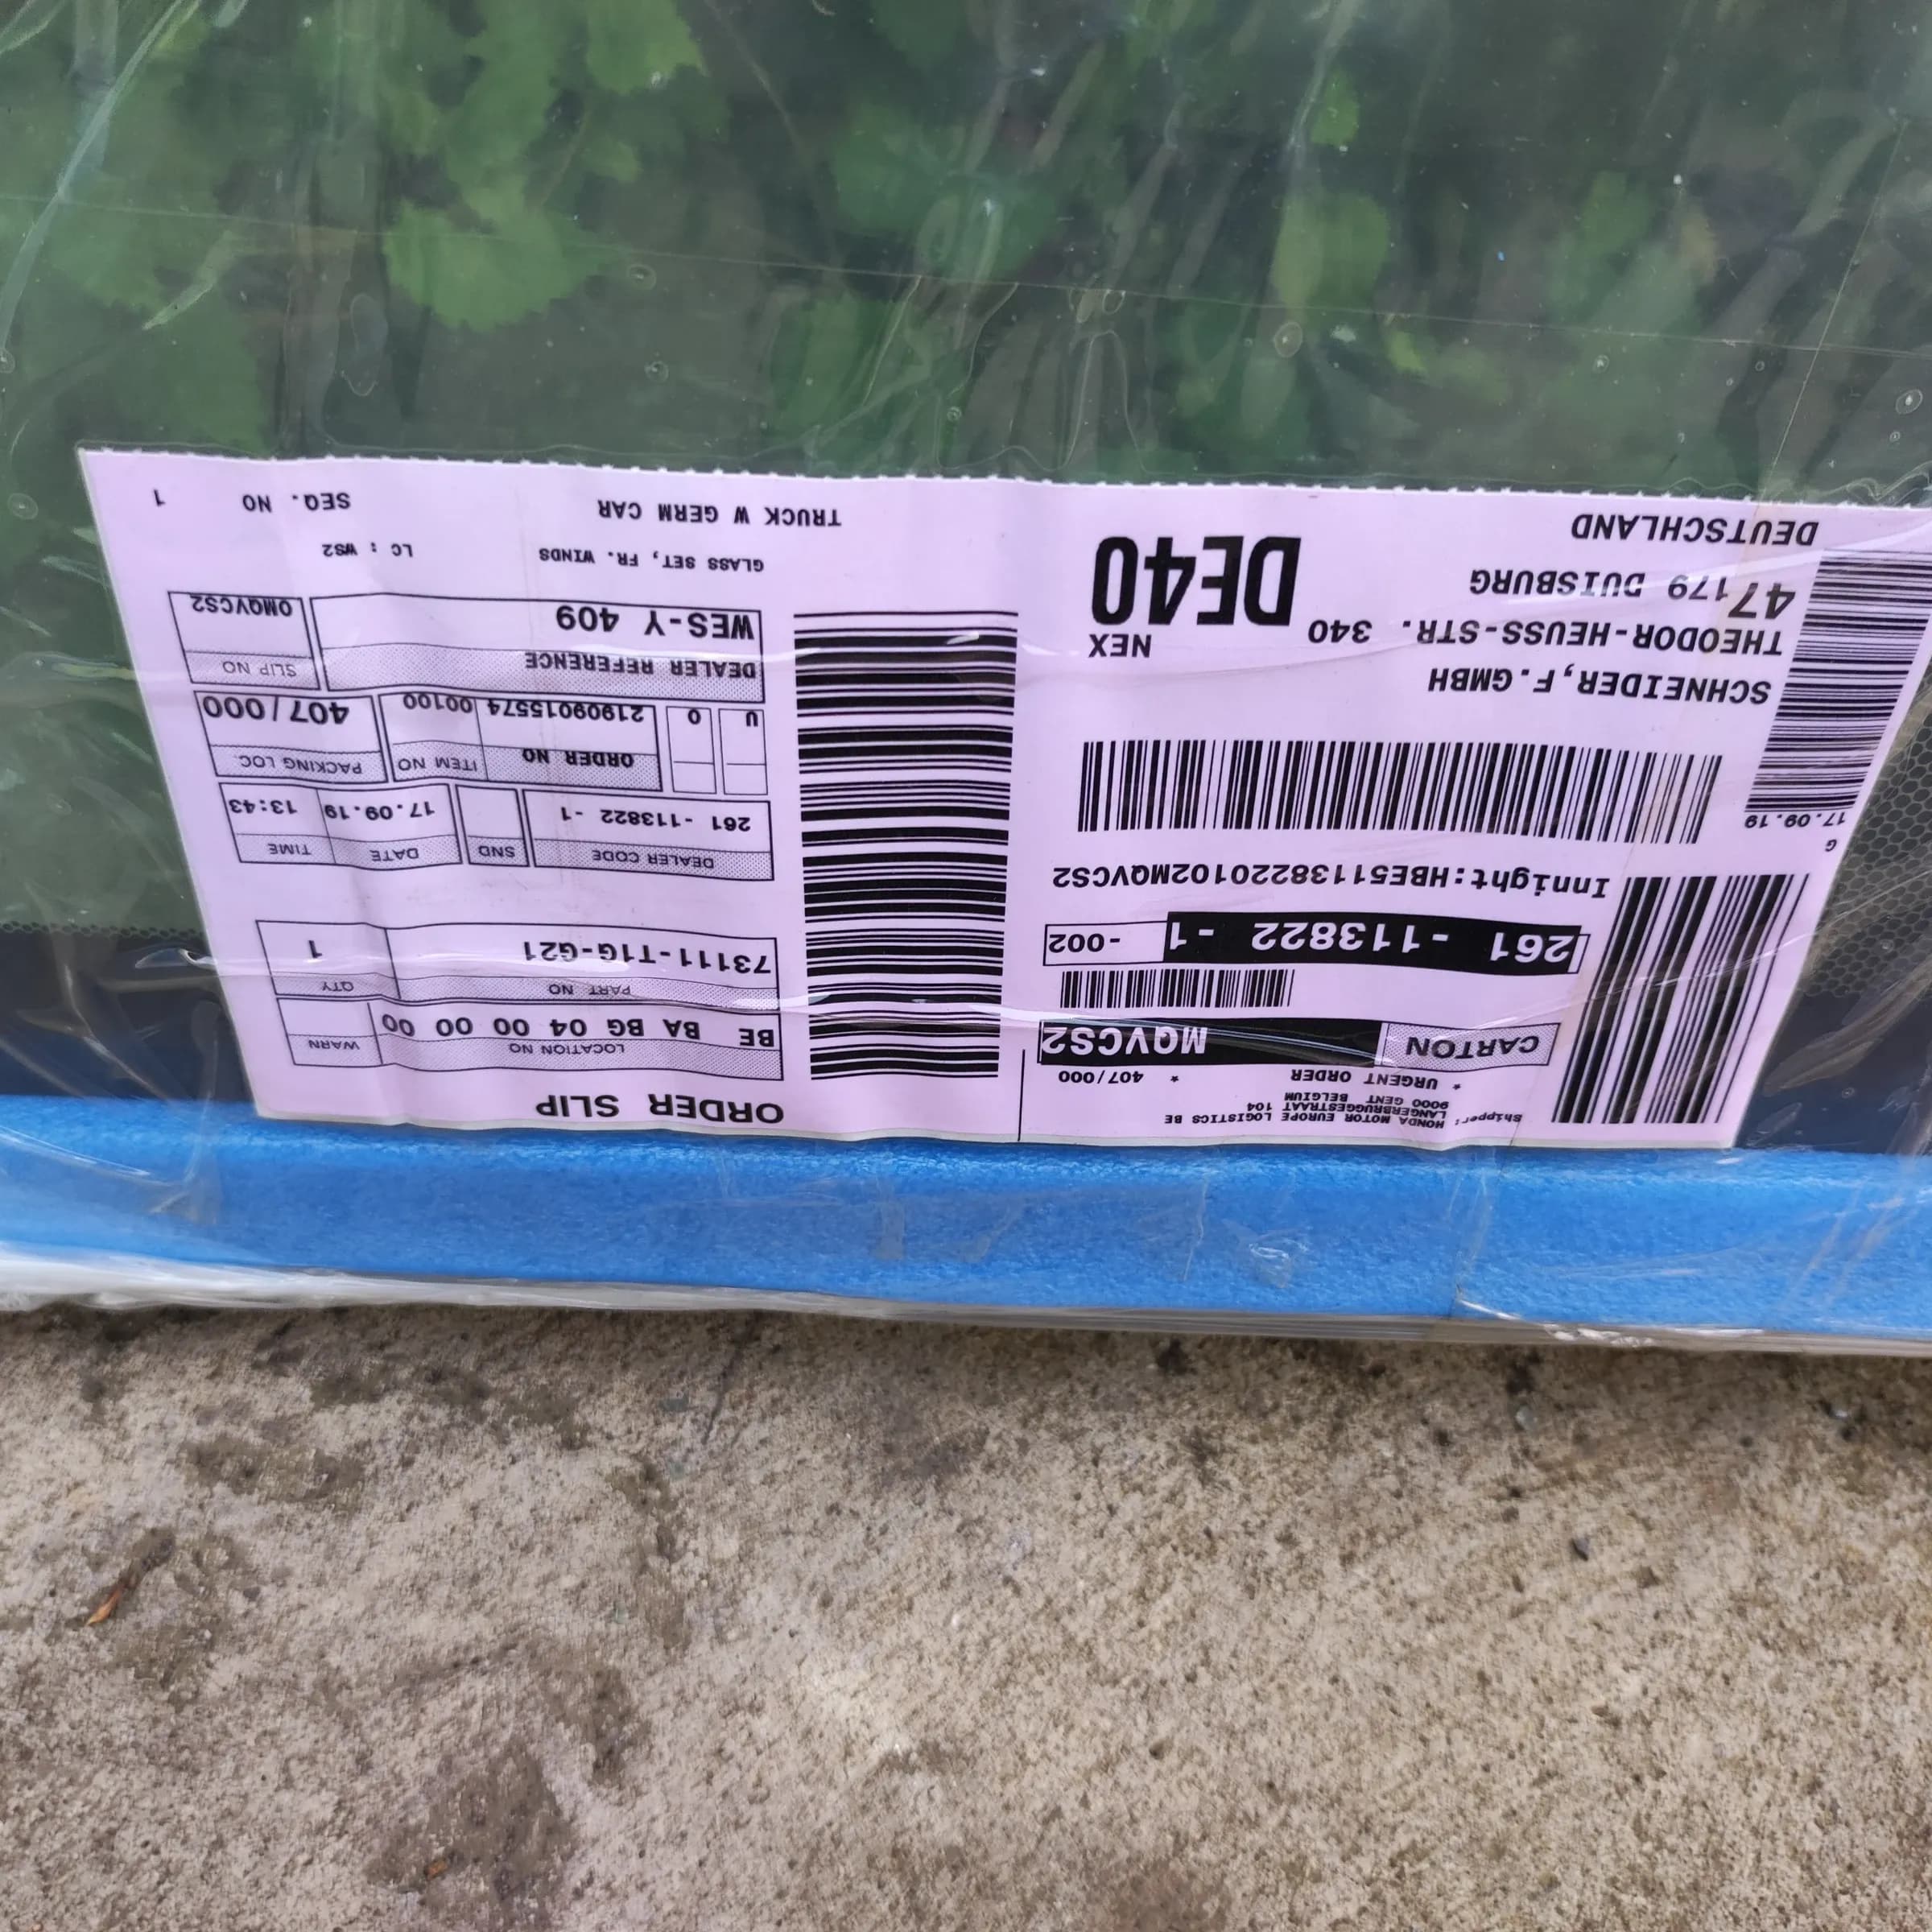 Shipper: HONDA MOTOR EUROPE LOGISTICS BE
LANGERBRUGGESTRAAT 104
9000 GENT BELGIUM
* URGENT ORDER * 407/000
CARTON MQVCS2
261 -113822 -1 -002
Innight:HBE51138220102MQVCS2
G
17.09.19
SCHNEIDER,F.GMBH
THEODOR-HEUSS-STR. 340
47179 DUISBURG
DEUTSCHLAND
NEX
DE40
ORDER SLIP
LOCATION NO WARN
BE BA BG 04 00 00 00
PART NO QTY
73111-T1G-G21 1
DEALER CODE SND DATE TIME
261 -113822 -1 17.09.19 13:43
ORDER NO ITEM NO PACKING LOC.
U 0 2190901557４ 00100 407/000
DEALER REFERENCE SLIP NO
WES-Y 409 0MQVCS2
GLASS SET, FR. WINDS LC : WS2
TRUCK W GERM CAR SEQ. NO 1